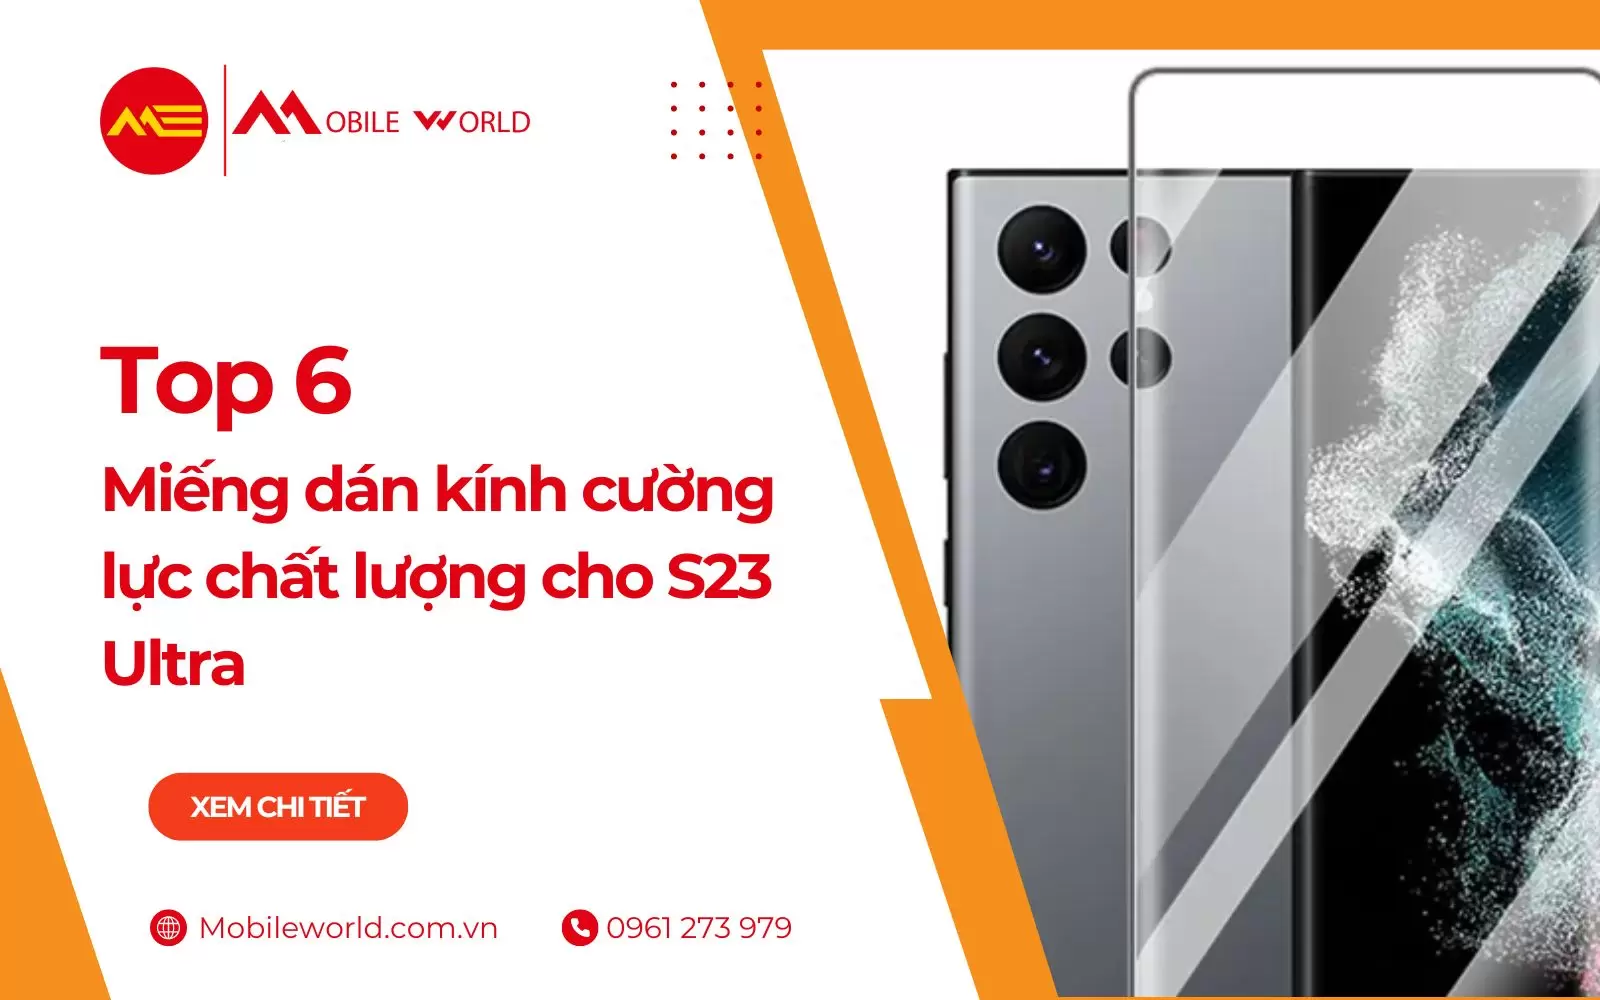 ME MOBILE WORLD
Top 6
Miếng dán kính cường
lực chất lượng cho S23
Ultra
XEM CHI TIẾT
Mobileworld.com.vn 0961 273 979